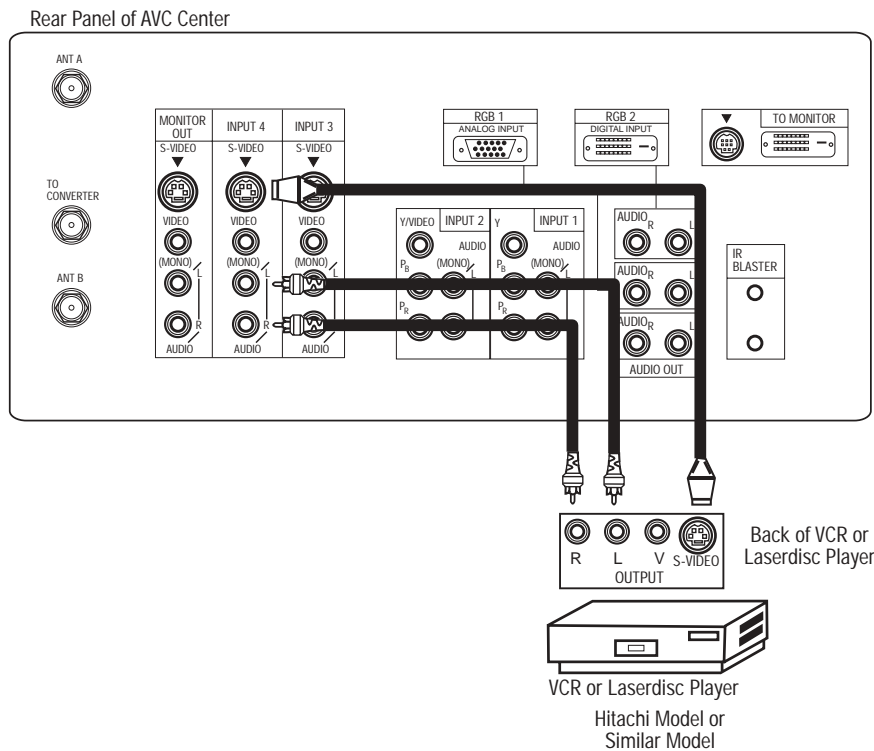 Rear Panel of AVC Center
ANT A
TO
CONVERTER
ANT B
MONITOR
OUT
INPUT 4
INPUT 3
S-VIDEO
S-VIDEO
S-VIDEO
VIDEO
VIDEO
VIDEO
(MONO)
L
(MONO)
L
(MONO)
L
R
R
AUDIO
AUDIO
AUDIO
RGB 1
ANALOG INPUT
RGB 2
DIGITAL INPUT
TO MONITOR
Y/VIDEO
INPUT 2
AUDIO
PB
(MONO)
L
PR
Y
INPUT 1
AUDIO
PB
(MONO)
L
PR
AUDIO R L
AUDIO R L
AUDIO R L
AUDIO OUT
IR
BLASTER
R L V S-VIDEO
OUTPUT
Back of VCR or
Laserdisc Player
VCR or Laserdisc Player
Hitachi Model or
Similar Model